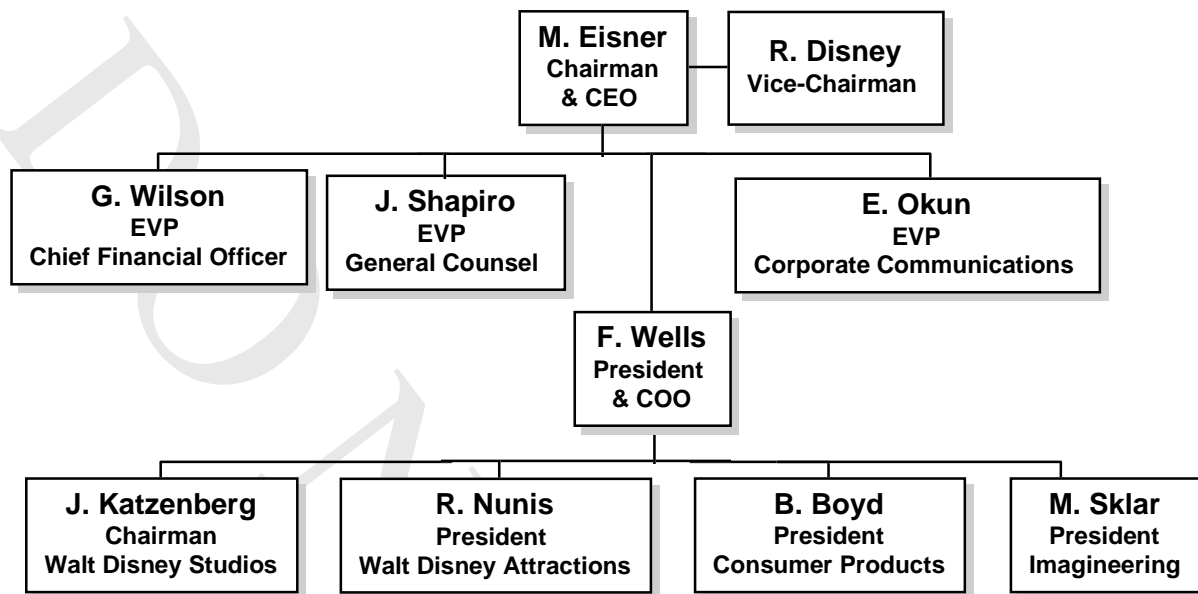 M. Eisner
Chairman
& CEO
R. Disney
Vice-Chairman
G. Wilson
EVP
Chief Financial Officer
J. Shapiro
EVP
General Counsel
E. Okun
EVP
Corporate Communications
F. Wells
President
& COO
J. Katzenberg
Chairman
Walt Disney Studios
R. Nunis
President
Walt Disney Attractions
B. Boyd
President
Consumer Products
M. Sklar
President
Imagineering